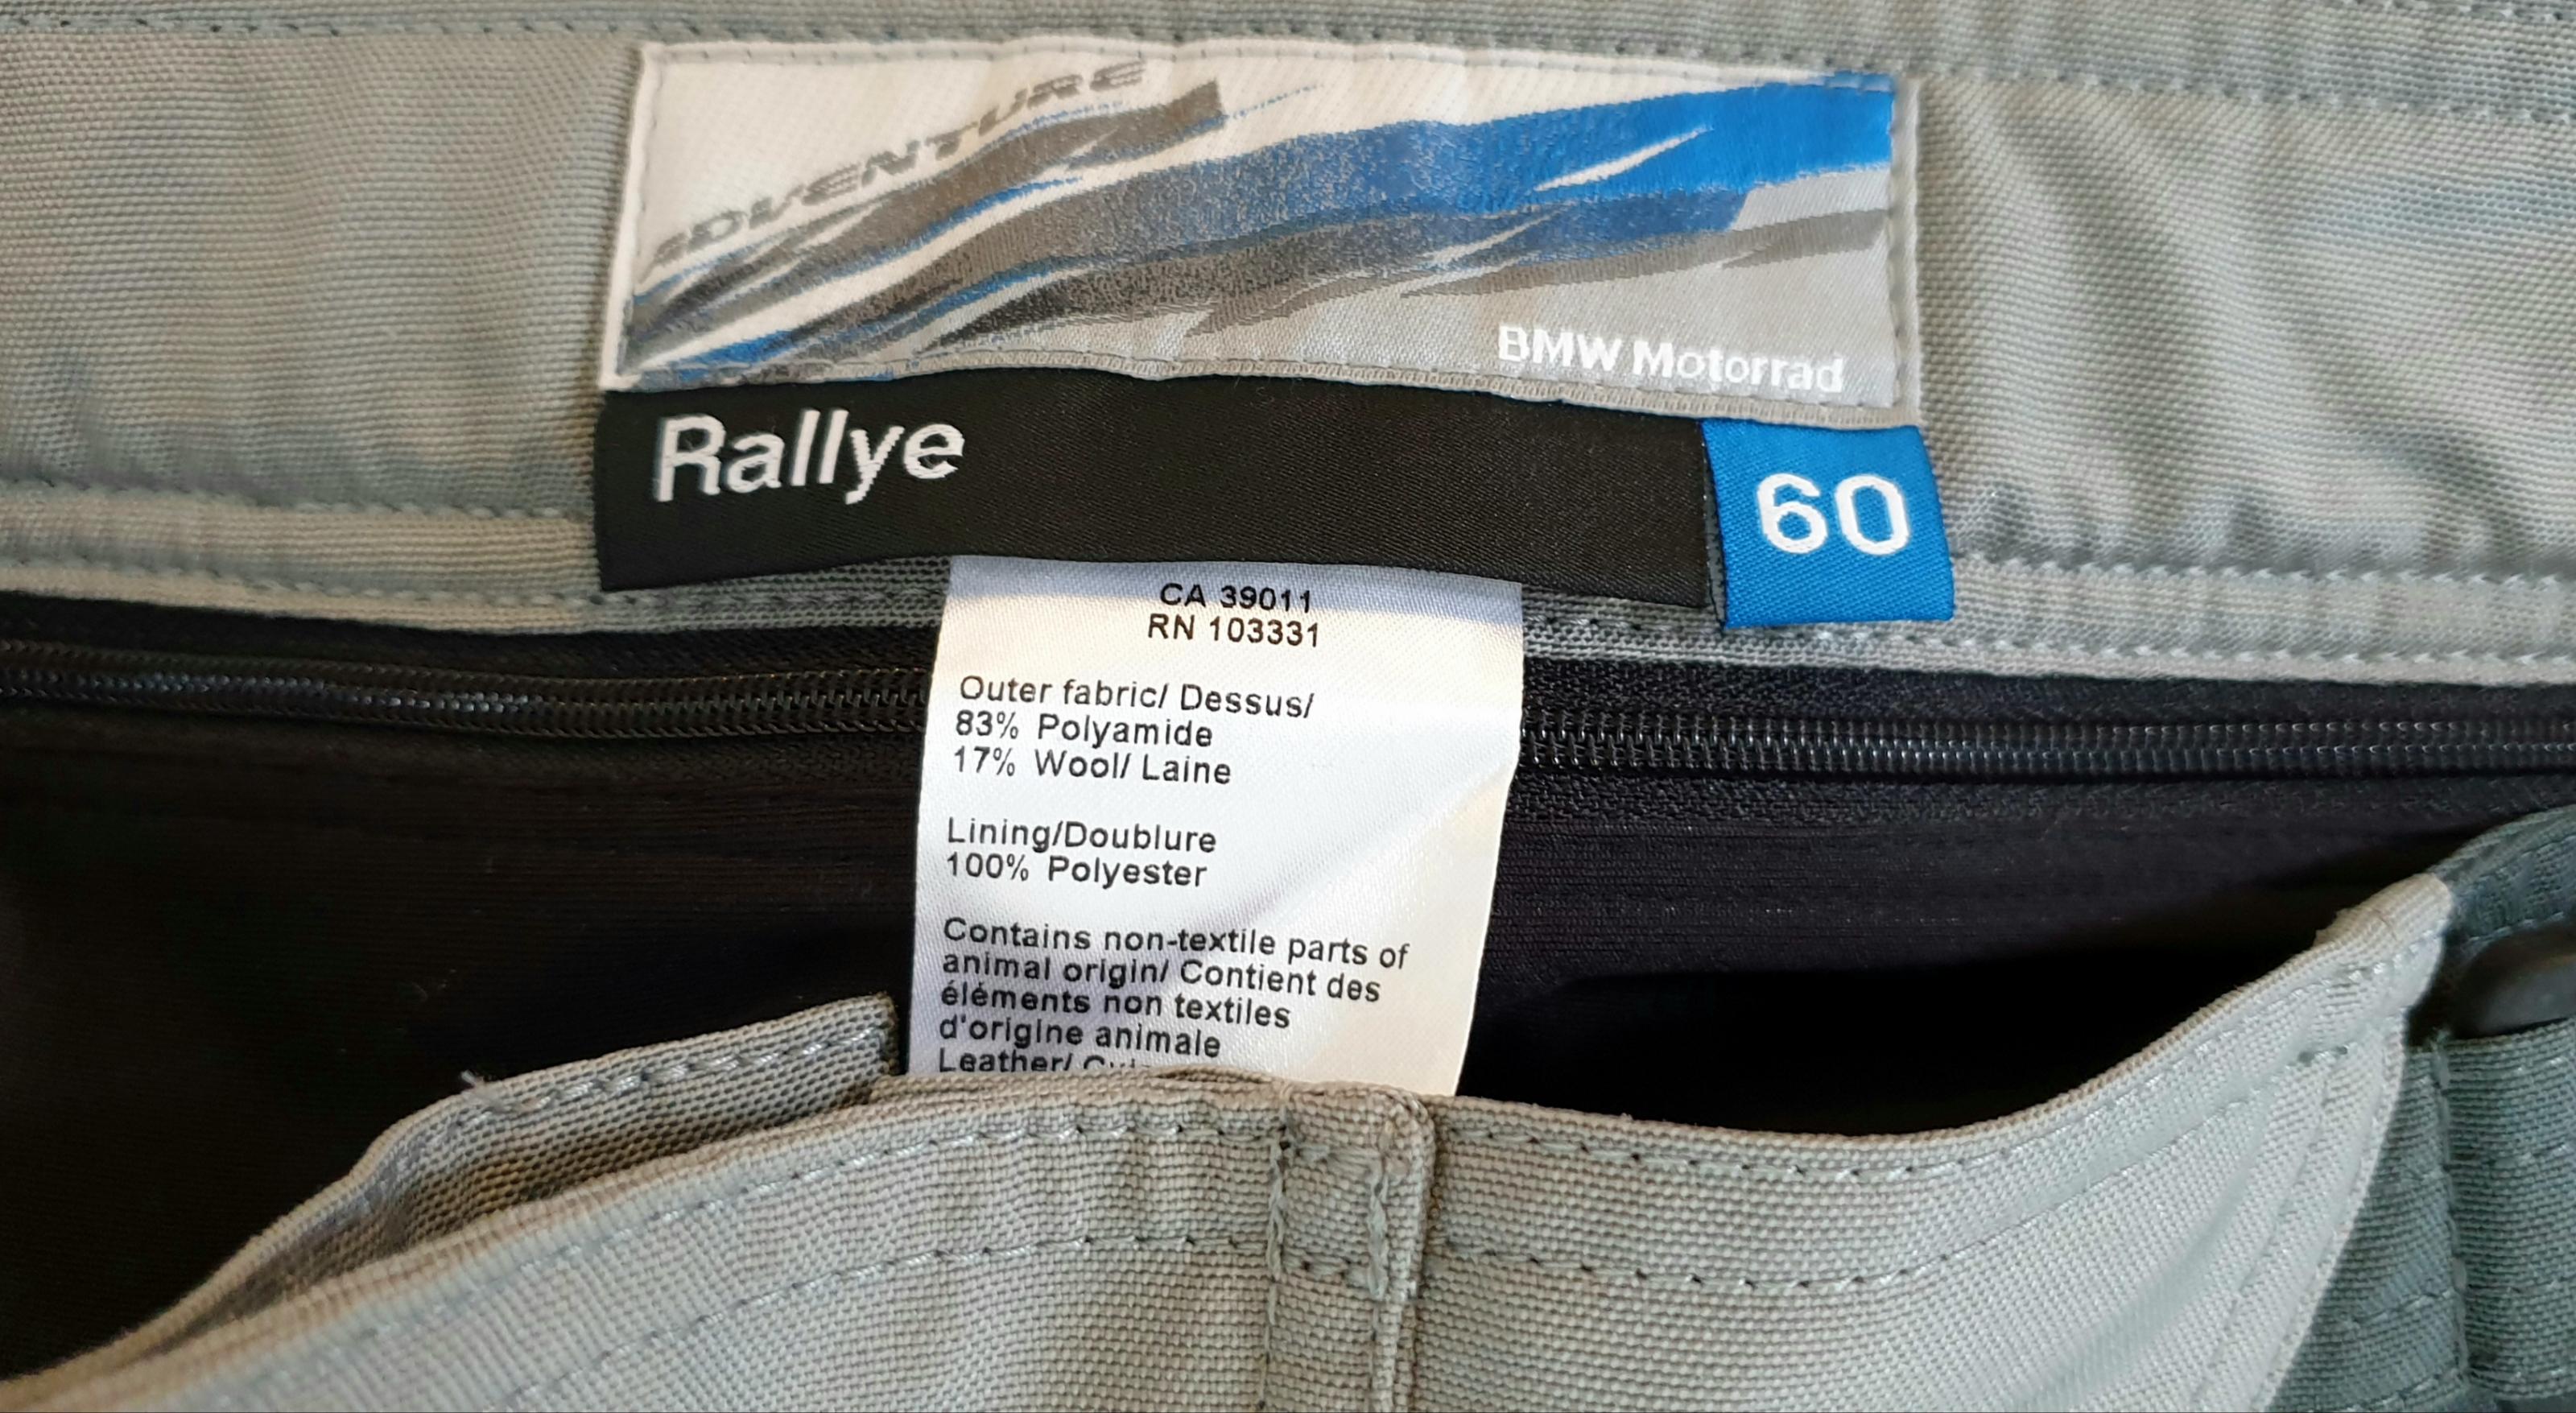 ADVENTURE
BMW Motorrad
Rallye
60
CA 39011
RN 103331
Outer fabric/ Dessus/
83% Polyamide
17% Wool/ Laine
Lining/Doublure
100% Polyester
Contains non-textile parts of
animal origin/ Contient des
éléments non textiles
d'origine animale
Leather/